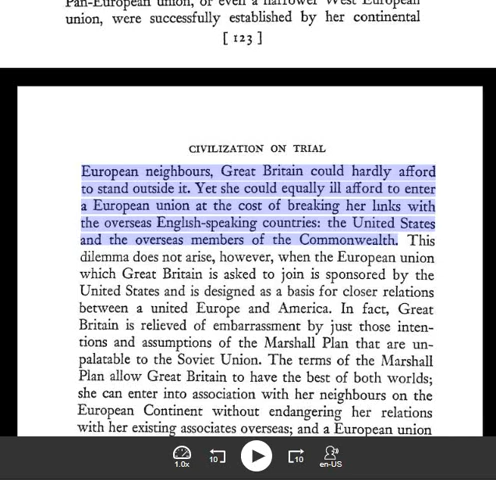 Pan-European union, or even a narrower West European
union, were successfully established by her continental
[ 123 ]
CIVILIZATION ON TRIAL
European neighbours, Great Britain could hardly afford
to stand outside it. Yet she could equally ill afford to enter
a European union at the cost of breaking her links with
the overseas English-speaking countries: the United States
and the overseas members of the Commonwealth. This
dilemma does not arise, however, when the European union
which Great Britain is asked to join is sponsored by the
United States and is designed as a basis for closer relations
between a united Europe and America. In fact, Great
Britain is relieved of embarrassment by just those inten-
tions and assumptions of the Marshall Plan that are un-
palatable to the Soviet Union. The terms of the Marshall
Plan allow Great Britain to have the best of both worlds;
she can enter into association with her neighbours on the
European Continent without endangering her relations
with her existing associates overseas; and a European union
1.0x
10
10
en-US